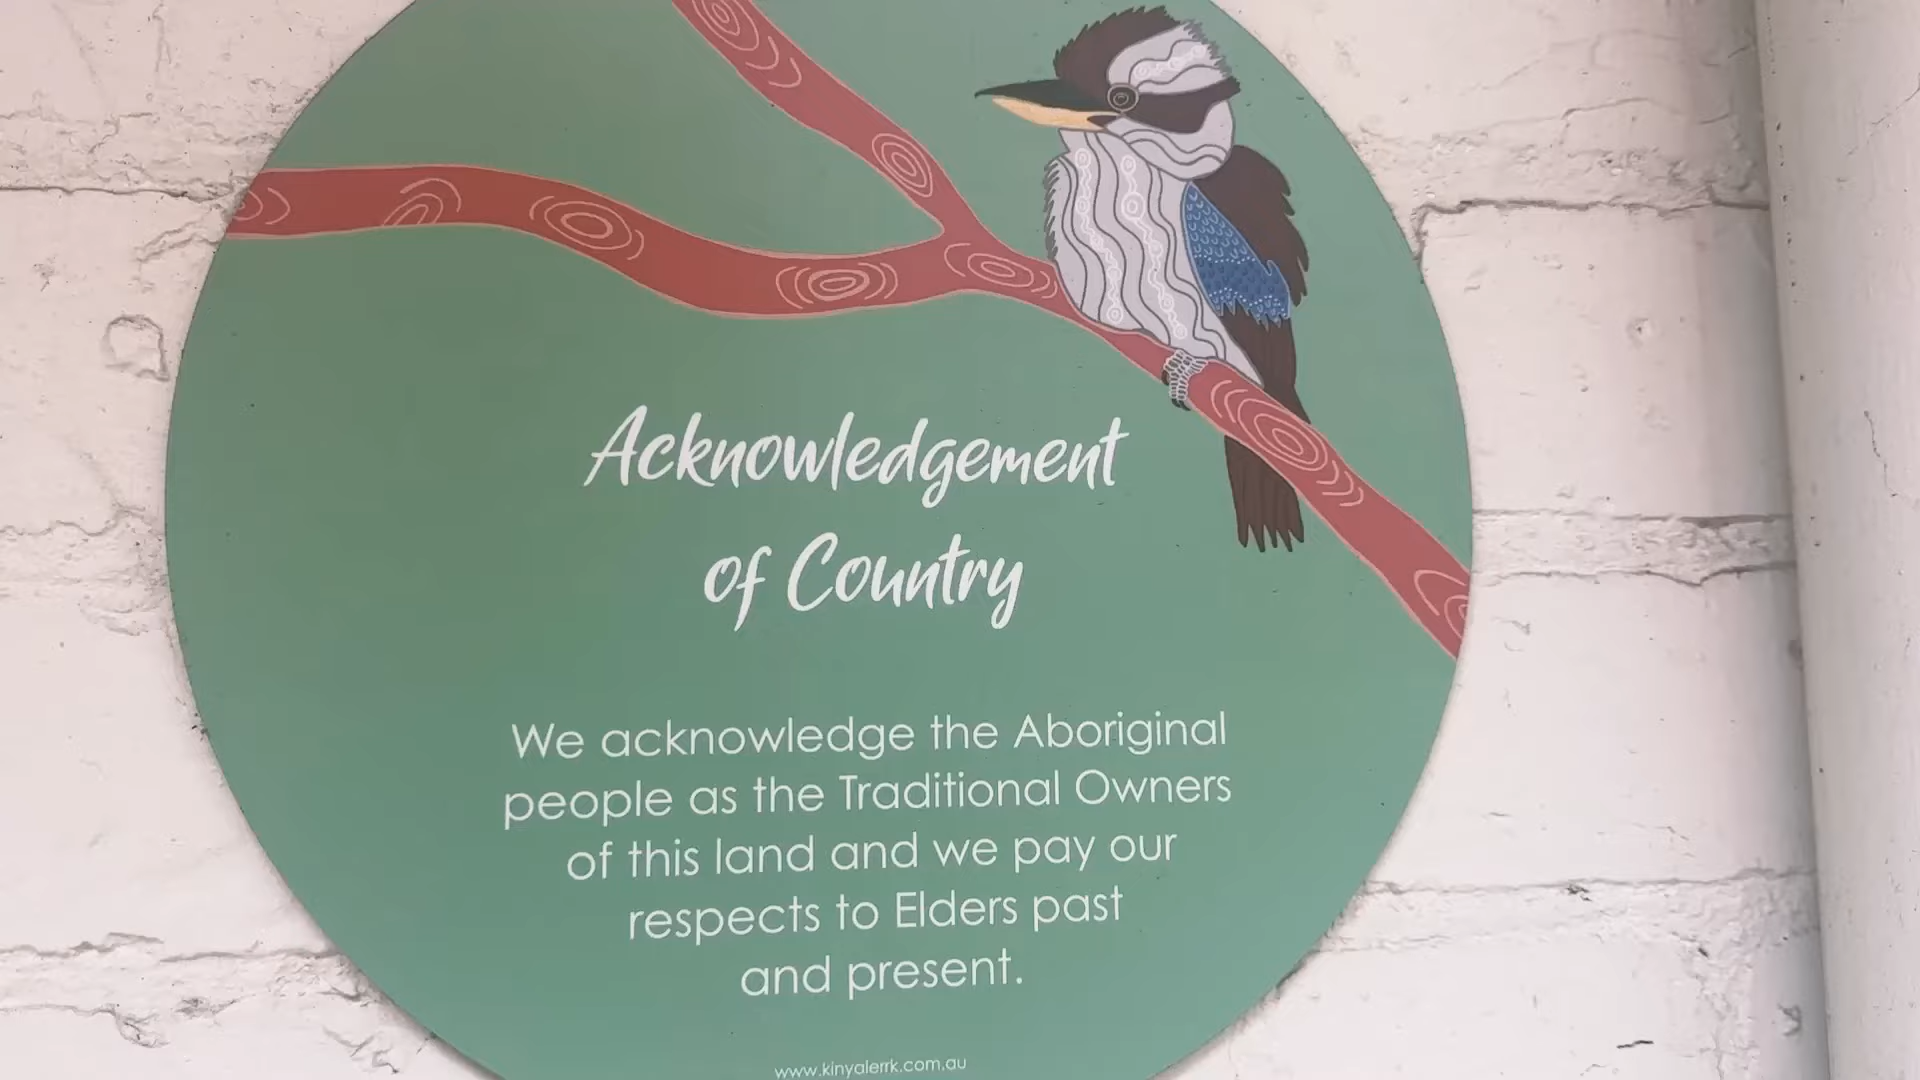 Acknowledgement
of Country
We acknowledge the Aboriginal
people as the Traditional Owners
of this land and we pay our
respects to Elders past
and present.
www.kinyalerrk.com.au